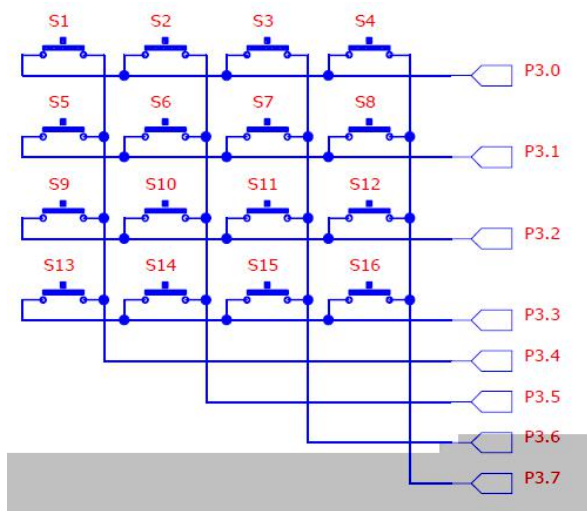 S1 S2 S3 S4
P3.0
S5 S6 S7 S8
P3.1
S9 S10 S11 S12
P3.2
S13 S14 S15 S16
P3.3
P3.4
P3.5
P3.6
P3.7